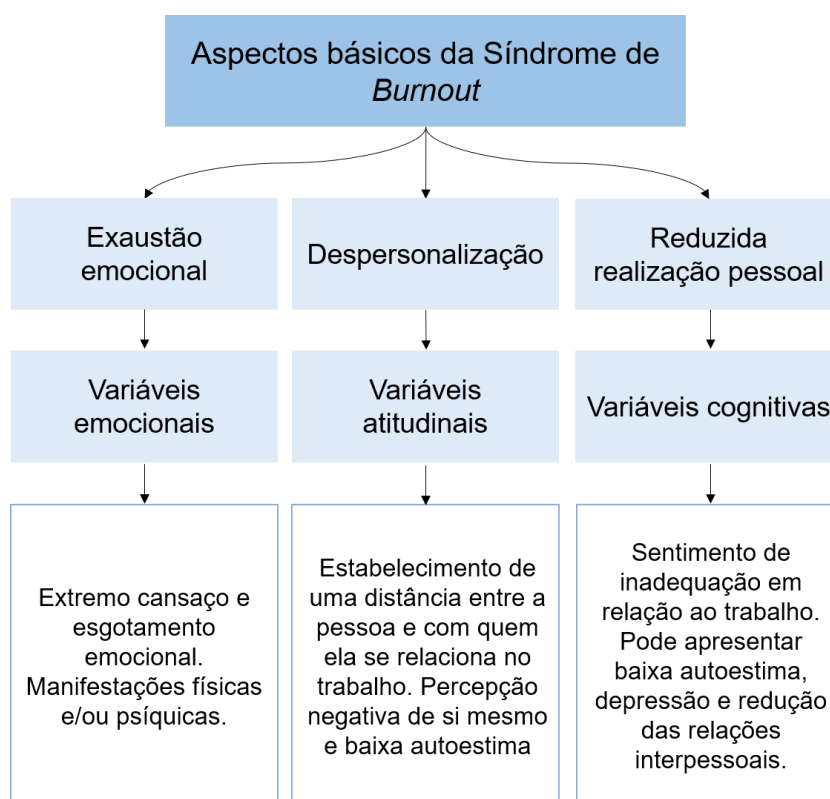 Aspectos básicos da Síndrome de
Burnout
Exaustão
emocional
Despersonalização
Reduzida
realização pessoal
Variáveis
emocionais
Variáveis
atitudinais
Variáveis cognitivas
Extremo cansaço e
esgotamento
emocional.
Manifestações físicas
e/ou psíquicas.
Estabelecimento de
uma distância entre a
pessoa e com quem
ela se relaciona no
trabalho. Percepção
negativa de si mesmo
e baixa autoestima
Sentimento de
inadequação em
relação ao trabalho.
Pode apresentar
baixa autoestima,
depressão e redução
das relações
interpessoais.